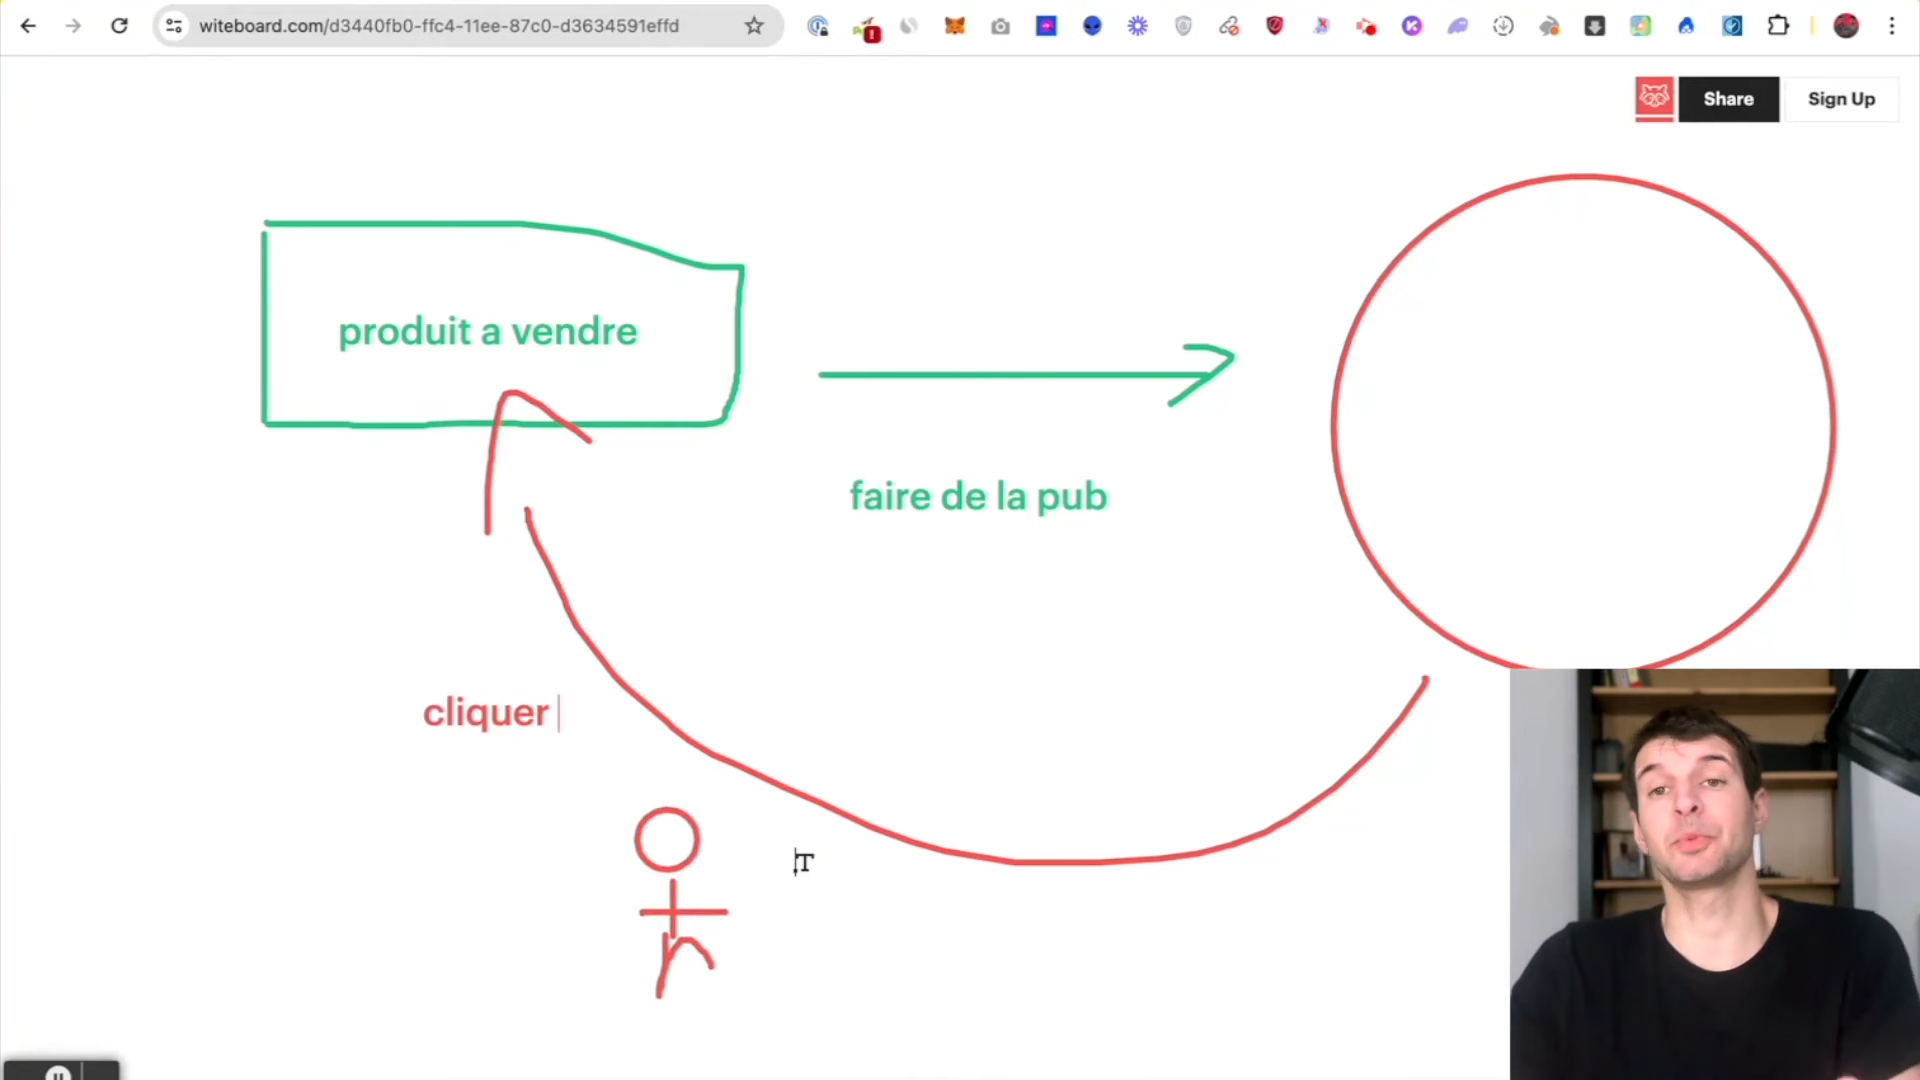 witeboard.com/d3440fb0-ffc4-11ee-87c0-d3634591effd
Share
Sign Up
produit a vendre
faire de la pub
cliquer